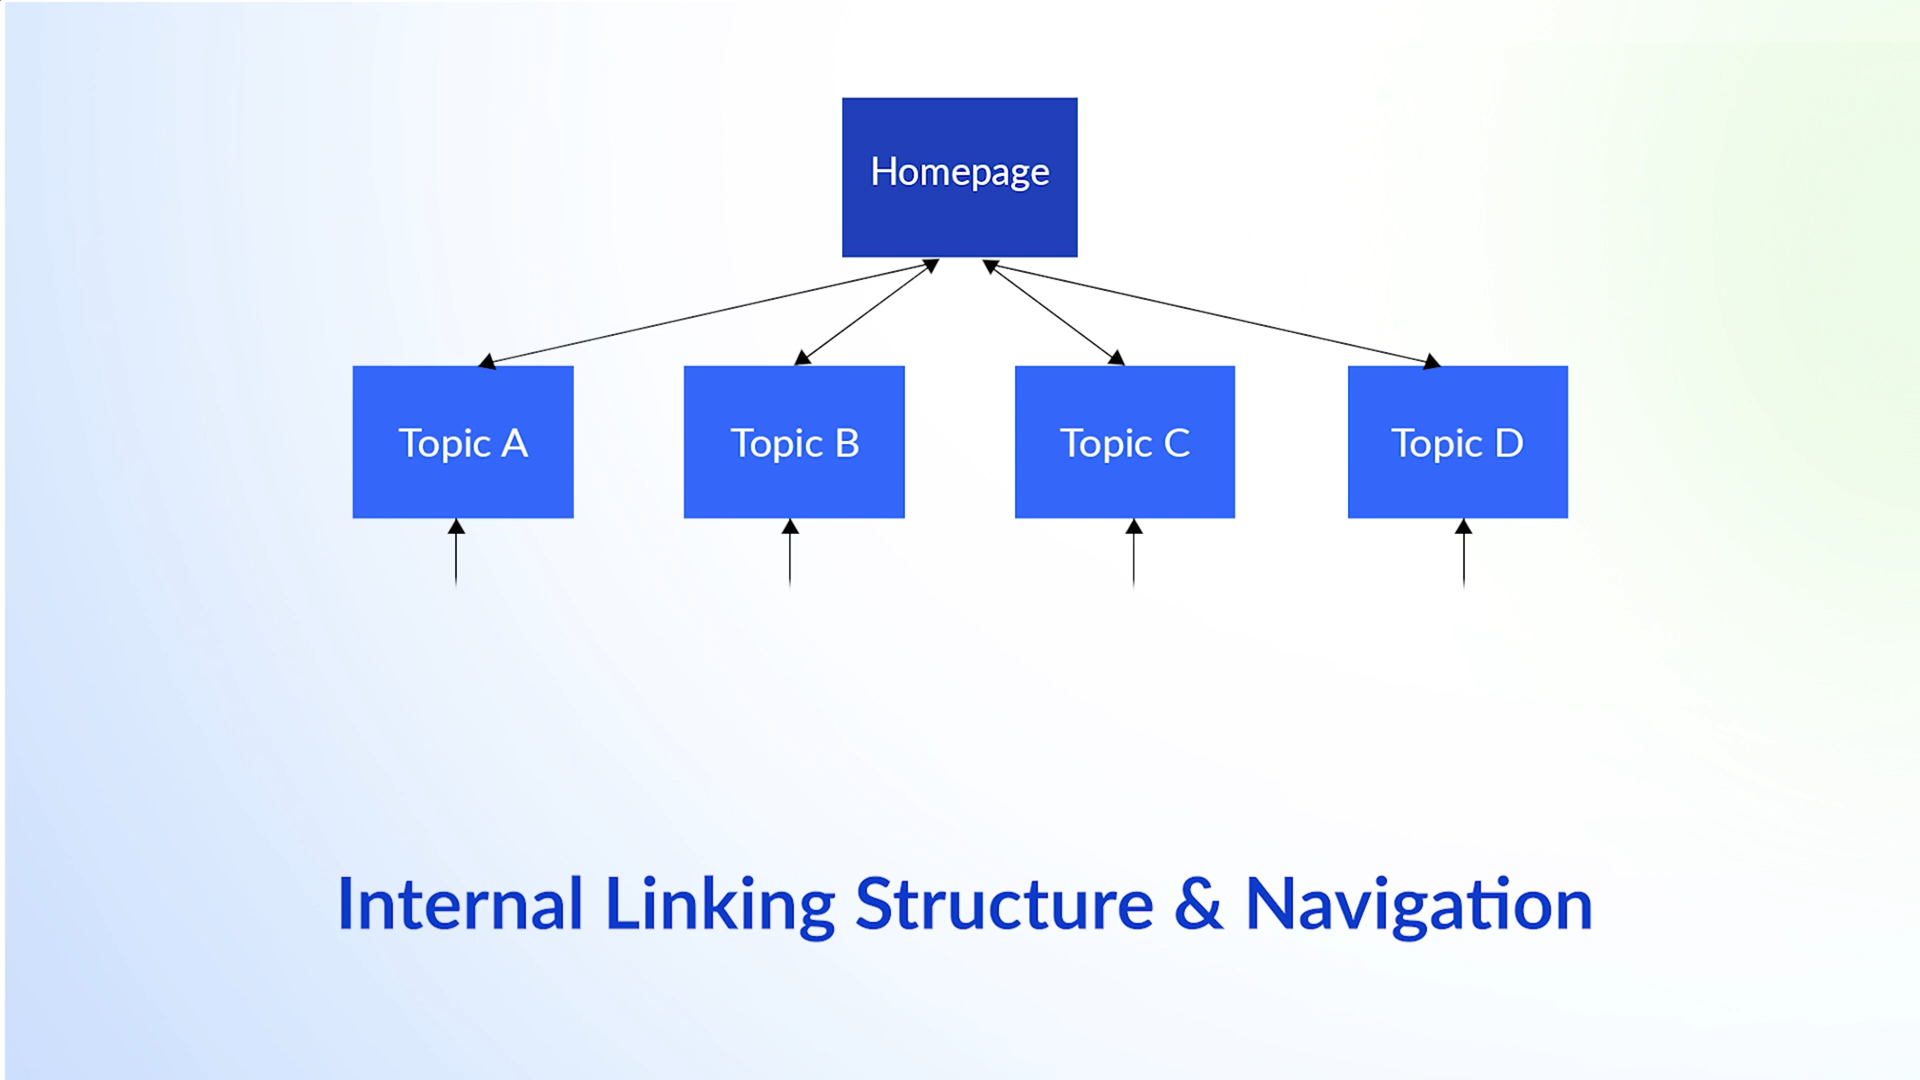 Homepage
Topic A
Topic B
Topic C
Topic D
Internal Linking Structure & Navigation